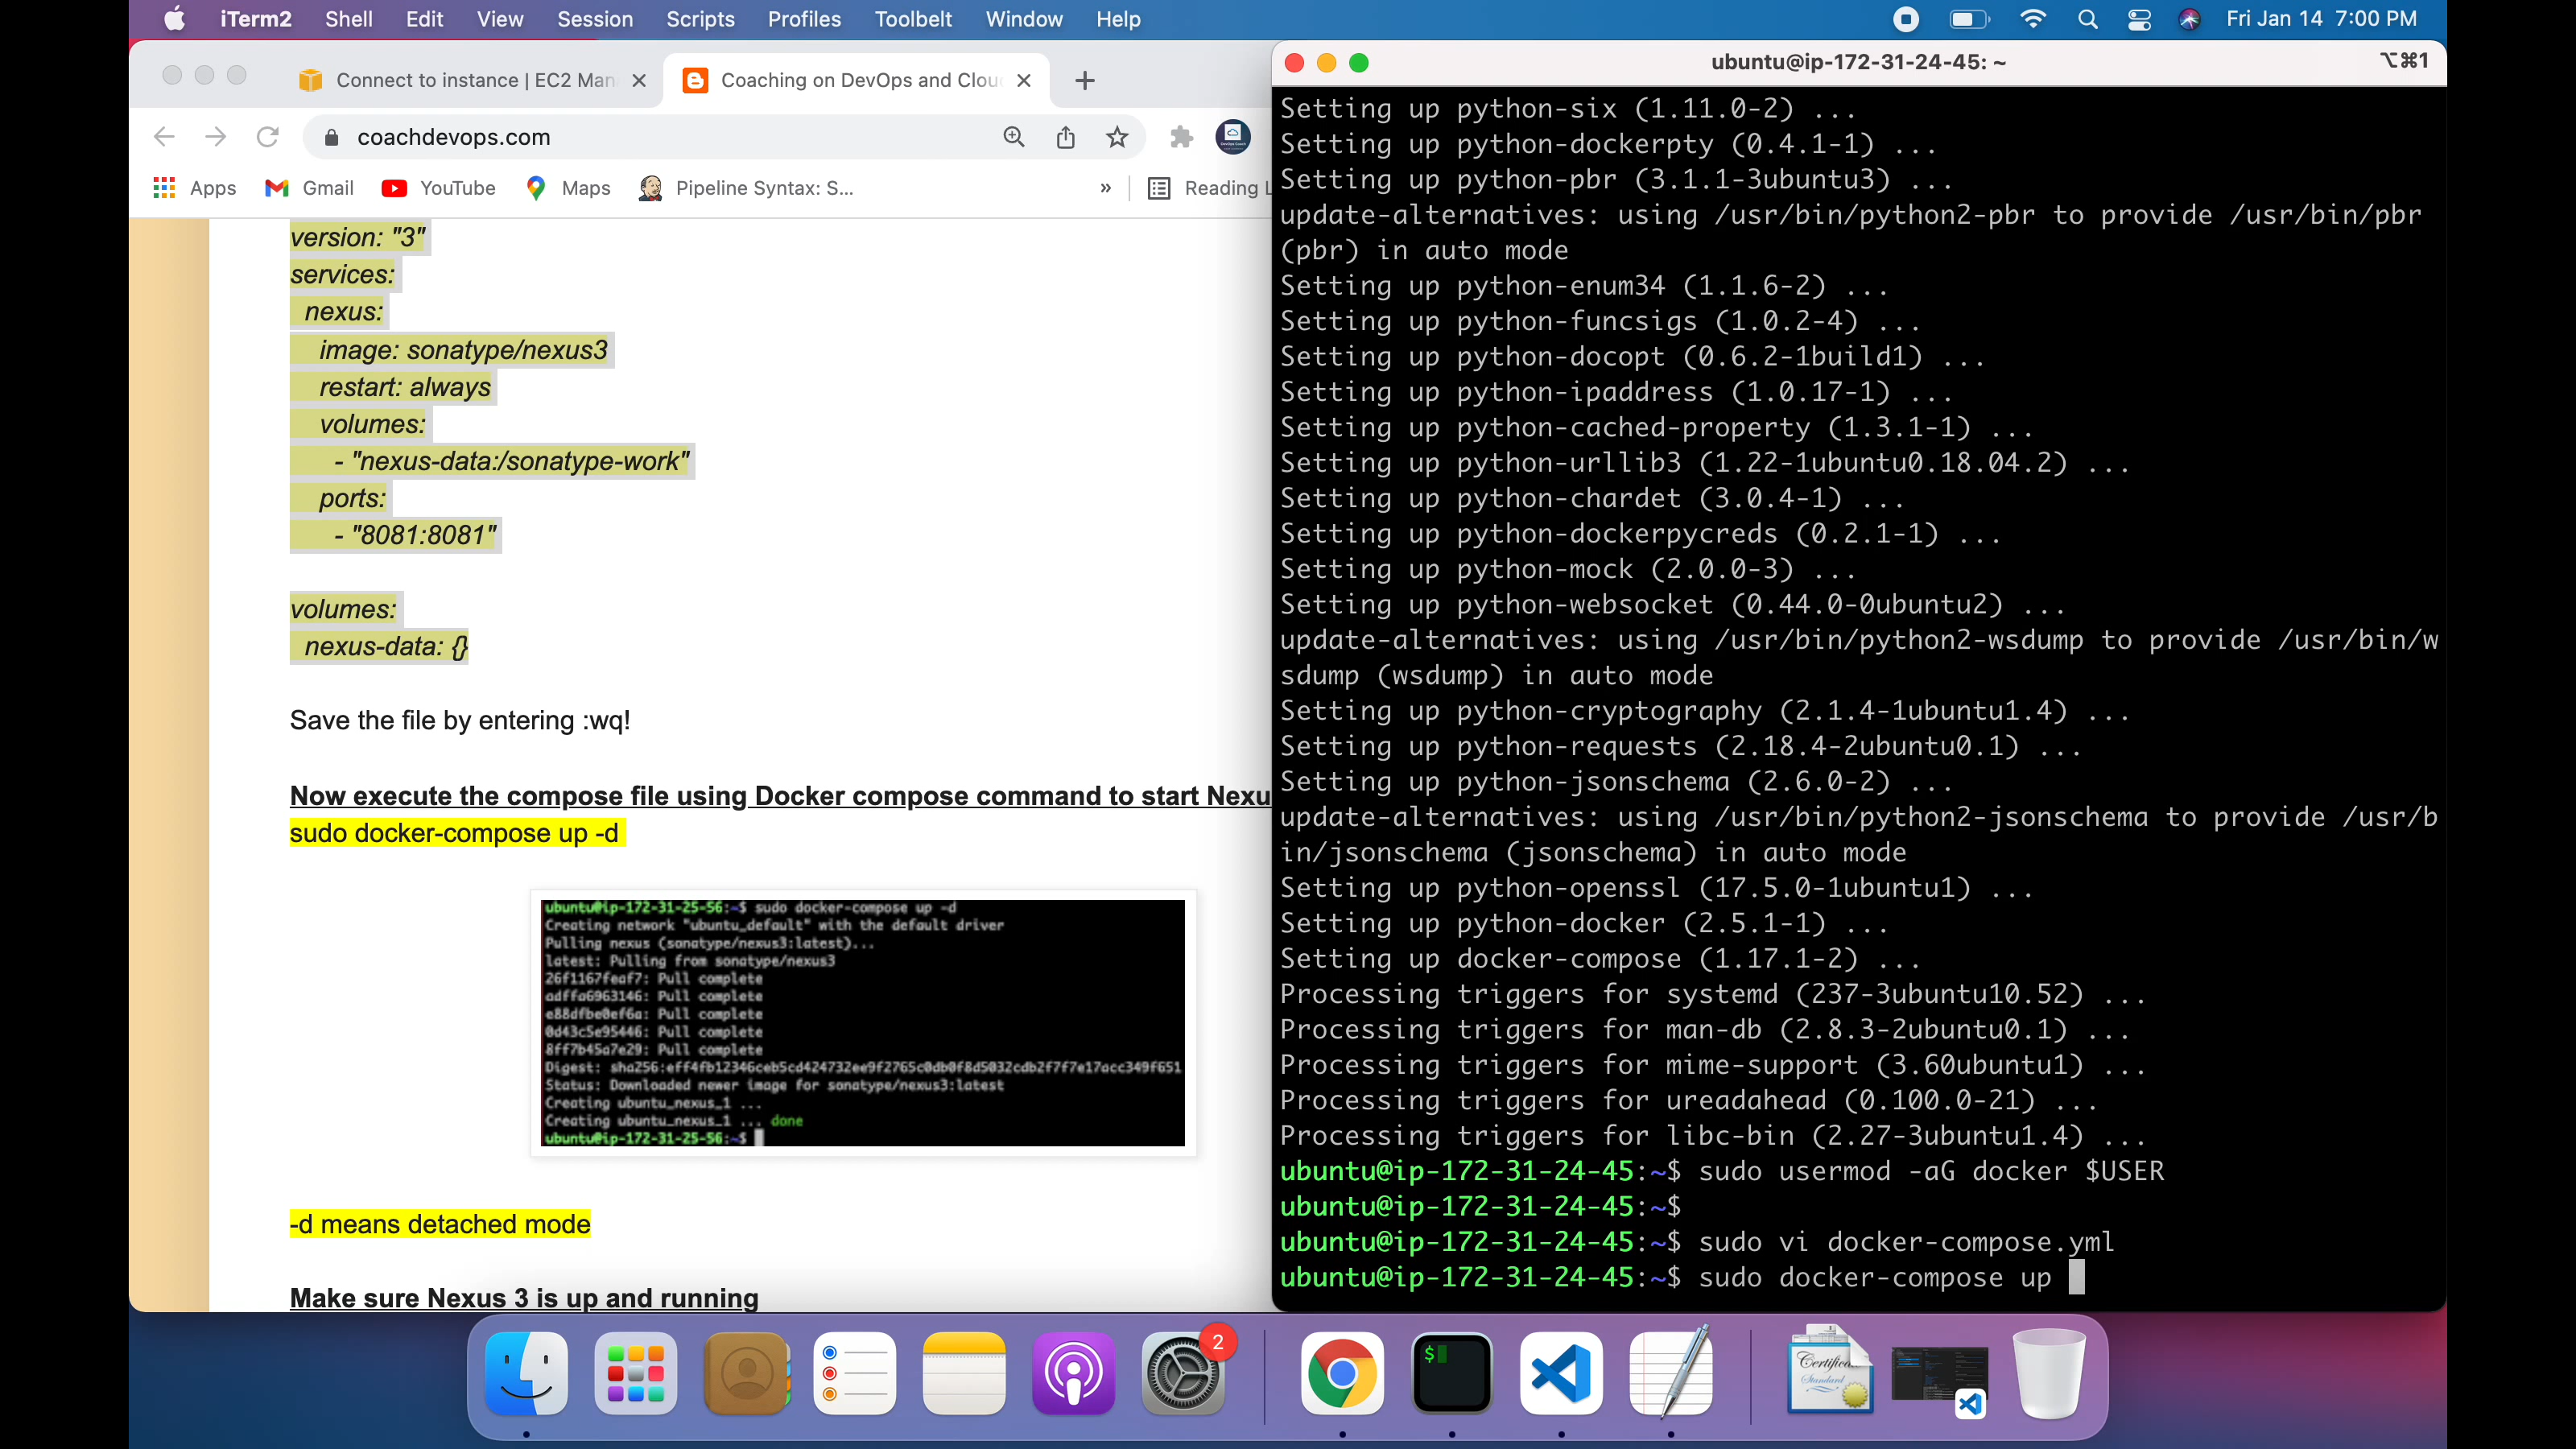 iTerm2 Shell Edit View Session Scripts Profiles Toolbelt Window Help
Fri Jan 14 7:00 PM
Connect to instance | EC2 Man
Coaching on DevOps and Clou
coachdevops.com
Apps Gmail YouTube Maps Pipeline Syntax: S... » Reading L
version: "3"
services:
nexus:
image: sonatype/nexus3
restart: always
volumes:
- "nexus-data:/sonatype-work"
ports:
- "8081:8081"
volumes:
nexus-data: {}
Save the file by entering :wq!
Now execute the compose file using Docker compose command to start Nexu
sudo docker-compose up -d
ubuntu@ip-172-31-25-56:~$ sudo docker-compose up -d
Creating network "ubuntu_default" with the default driver
Pulling nexus (sonatype/nexus3:latest)...
latest: Pulling from sonatype/nexus3
26f1167feaf7: Pull complete
adffa6963146: Pull complete
e88dfbe0ef6a: Pull complete
0d43c5e95446: Pull complete
8ff7b45a7e29: Pull complete
Digest: sha256:eff4fb12346ceb5cd424732ee9f2765c0db0f8d5032cdb2f7f7e17acc349f651
Status: Downloaded newer image for sonatype/nexus3:latest
Creating ubuntu_nexus_1 ...
Creating ubuntu_nexus_1 ... done
ubuntu@ip-172-31-25-56:~$
-d means detached mode
Make sure Nexus 3 is up and running
ubuntu@ip-172-31-24-45: ~
⌥⌘1
Setting up python-six (1.11.0-2) ...
Setting up python-dockerpty (0.4.1-1) ...
Setting up python-pbr (3.1.1-3ubuntu3) ...
update-alternatives: using /usr/bin/python2-pbr to provide /usr/bin/pbr
(pbr) in auto mode
Setting up python-enum34 (1.1.6-2) ...
Setting up python-funcsigs (1.0.2-4) ...
Setting up python-docopt (0.6.2-1build1) ...
Setting up python-ipaddress (1.0.17-1) ...
Setting up python-cached-property (1.3.1-1) ...
Setting up python-urllib3 (1.22-1ubuntu0.18.04.2) ...
Setting up python-chardet (3.0.4-1) ...
Setting up python-dockerpycreds (0.2.1-1) ...
Setting up python-mock (2.0.0-3) ...
Setting up python-websocket (0.44.0-0ubuntu2) ...
update-alternatives: using /usr/bin/python2-wsdump to provide /usr/bin/w
sdump (wsdump) in auto mode
Setting up python-cryptography (2.1.4-1ubuntu1.4) ...
Setting up python-requests (2.18.4-2ubuntu0.1) ...
Setting up python-jsonschema (2.6.0-2) ...
update-alternatives: using /usr/bin/python2-jsonschema to provide /usr/b
in/jsonschema (jsonschema) in auto mode
Setting up python-openssl (17.5.0-1ubuntu1) ...
Setting up python-docker (2.5.1-1) ...
Setting up docker-compose (1.17.1-2) ...
Processing triggers for systemd (237-3ubuntu10.52) ...
Processing triggers for man-db (2.8.3-2ubuntu0.1) ...
Processing triggers for mime-support (3.60ubuntu1) ...
Processing triggers for ureadahead (0.100.0-21) ...
Processing triggers for libc-bin (2.27-3ubuntu1.4) ...
ubuntu@ip-172-31-24-45:~$ sudo usermod -aG docker $USER
ubuntu@ip-172-31-24-45:~$
ubuntu@ip-172-31-24-45:~$ sudo vi docker-compose.yml
ubuntu@ip-172-31-24-45:~$ sudo docker-compose up
2
$